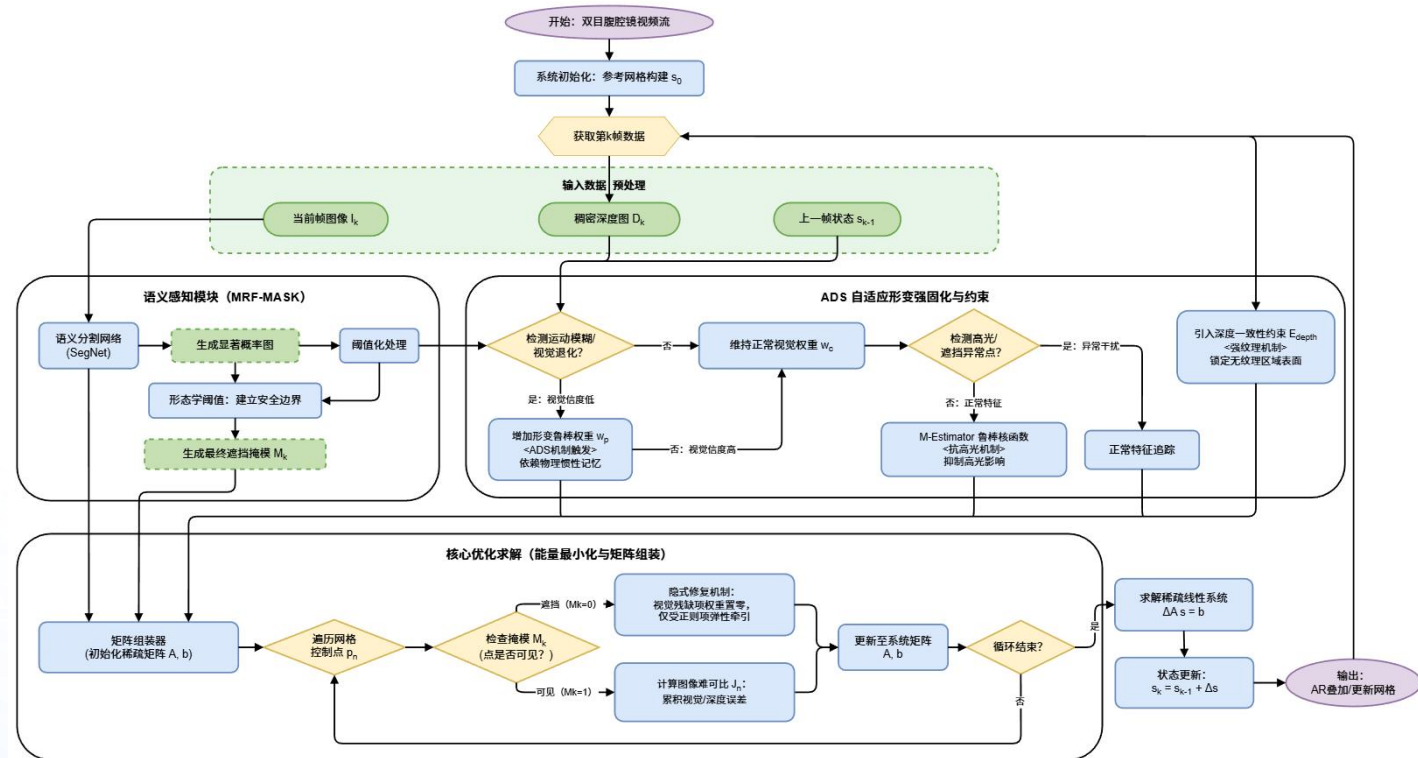 开始：双目腹腔镜视频流
系统初始化：参考网格构建 s₀
获取第k帧数据
输入数据 预处理
当前帧图像 Iₖ
稠密深度图 Dₖ
上一帧状态 sₖ₋₁
语义感知模块（MRF-MASK）
语义分割网络
(SegNet)
生成显著概率图
阈值化处理
形态学阈值：建立安全边界
生成最终遮挡掩模 Mₖ
ADS 自适应形变强固化与约束
检测运动模糊/
视觉退化？
否
维持正常视觉权重 w_c
检测高光/
遮挡异常点？
是：异常干扰
引入深度一致性约束 E_depth
<强纹理机制>
锁定无纹理区域表面
是：视觉信度低
增加形变鲁棒权重 wₚ
<ADS机制触发>
依赖物理惯性记忆
否：视觉信度高
否：正常特征
M-Estimator 鲁棒核函数
<抗高光机制>
抑制高光影响
正常特征追踪
核心优化求解（能量最小化与矩阵组装）
矩阵组装器
(初始化稀疏矩阵 A, b)
遍历网格
控制点 pₙ
检查掩模 Mₖ
(点是否可见？)
遮挡（Mk=0）
隐式修复机制：
视觉残缺项权重置零，
仅受正则项弹性牵引
可见（Mk=1）
计算图像难可比 Jₙ：
累积视觉/深度误差
更新至系统矩阵
A, b
循环结束？
是
否
求解稀疏线性系统
ΔA s = b
状态更新：
sₖ = sₖ₋₁ + Δs
输出：
AR叠加/更新网格